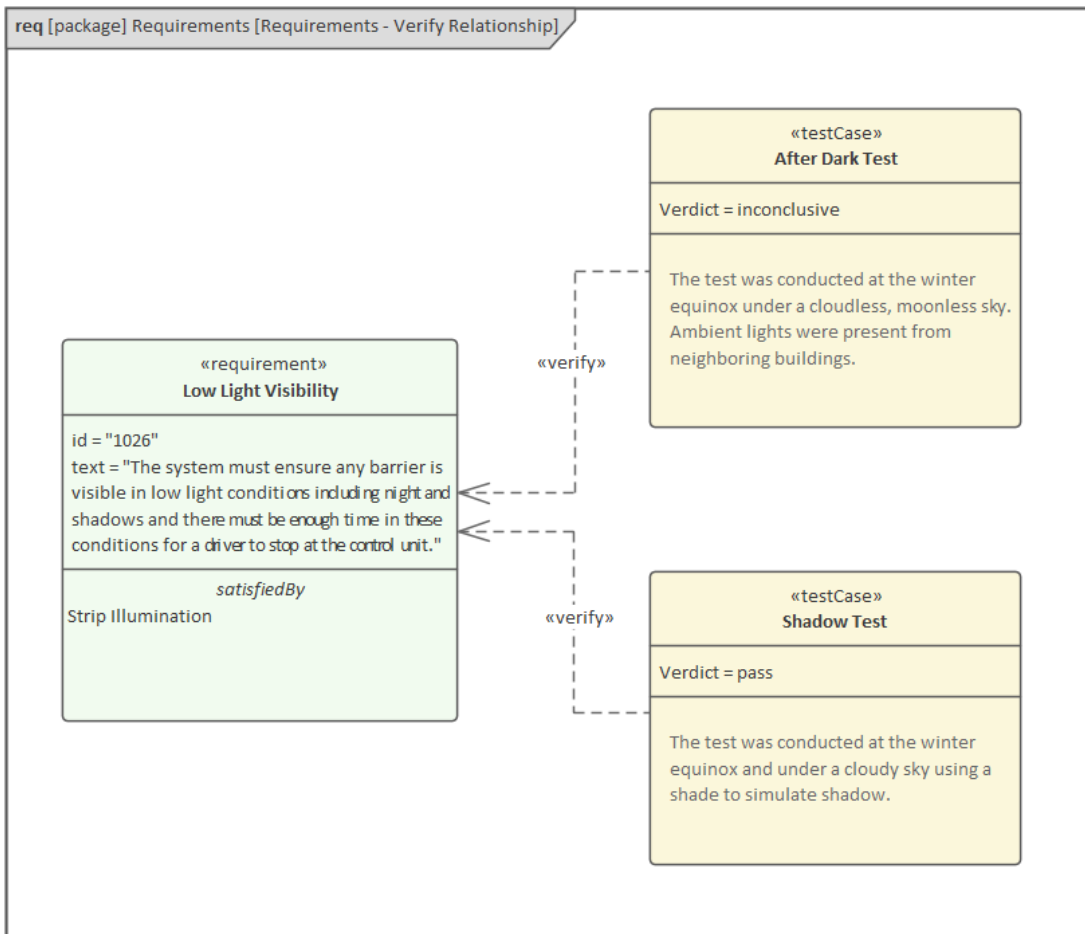 req [package] Requirements [Requirements - Verify Relationship]
«testCase»
After Dark Test
Verdict = inconclusive
The test was conducted at the winter
equinox under a cloudless, moonless sky.
Ambient lights were present from
neighboring buildings.
«verify»
«requirement»
Low Light Visibility
id = "1026"
text = "The system must ensure any barrier is
visible in low light conditions including night and
shadows and there must be enough time in these
conditions for a driver to stop at the control unit."
satisfiedBy
Strip Illumination
«verify»
«testCase»
Shadow Test
Verdict = pass
The test was conducted at the winter
equinox and under a cloudy sky using a
shade to simulate shadow.